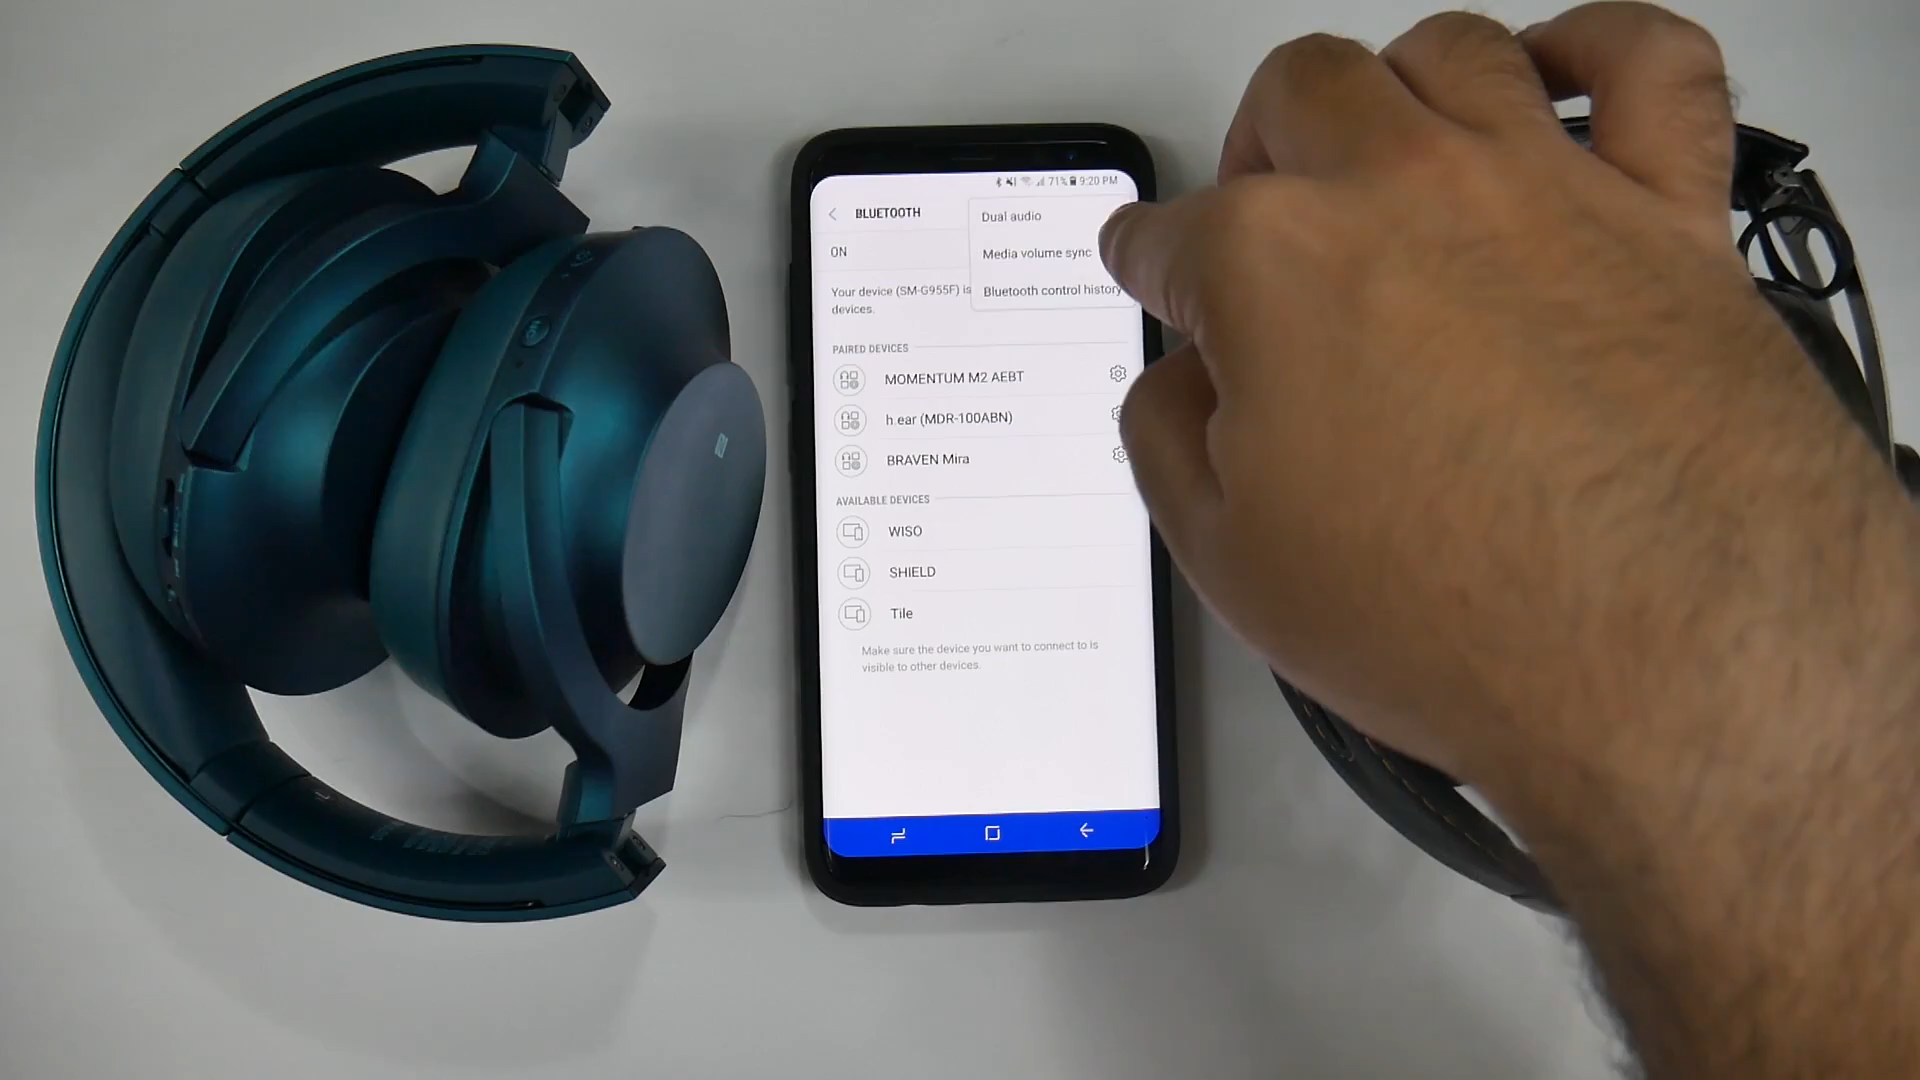 71% 9:20 PM
BLUETOOTH
Dual audio
ON
Media volume sync
Bluetooth control history
Your device (SM-G955F) is
devices.
PAIRED DEVICES
MOMENTUM M2 AEBT
h.ear (MDR-100ABN)
BRAVEN Mira
AVAILABLE DEVICES
WISO
SHIELD
Tile
Make sure the device you want to connect to is
visible to other devices.
NC
L